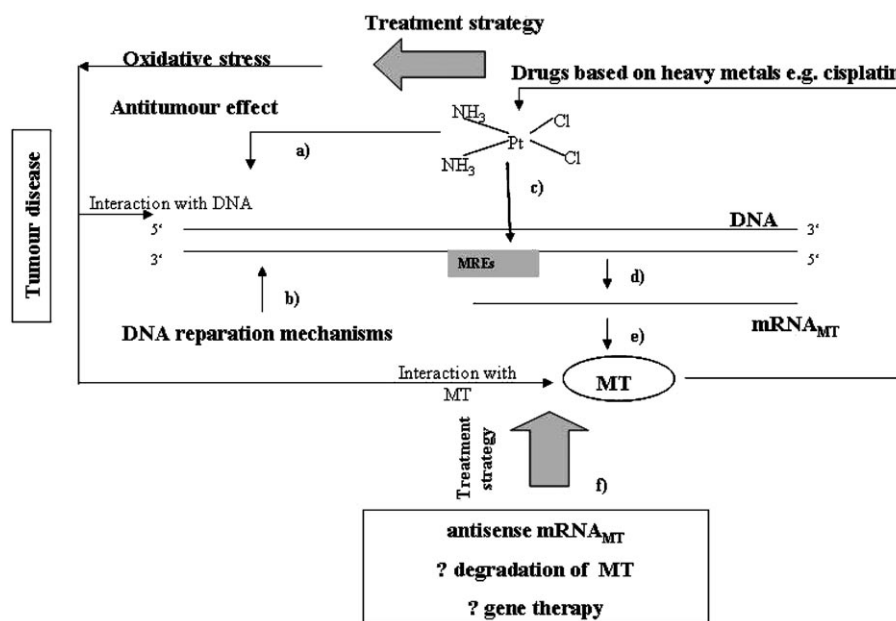 Treatment strategy
Oxidative stress
Drugs based on heavy metals e.g. cisplatin
Antitumour effect
NH3
Cl
a)
Pt
NH3
Cl
c)
Tumour disease
Interaction with DNA
DNA
5‘
3‘
3‘
MREs
5‘
d)
b)
DNA reparation mechanisms
mRNAMT
e)
Interaction with
MT
MT
Treatment
strategy
f)
antisense mRNAMT
? degradation of MT
? gene therapy